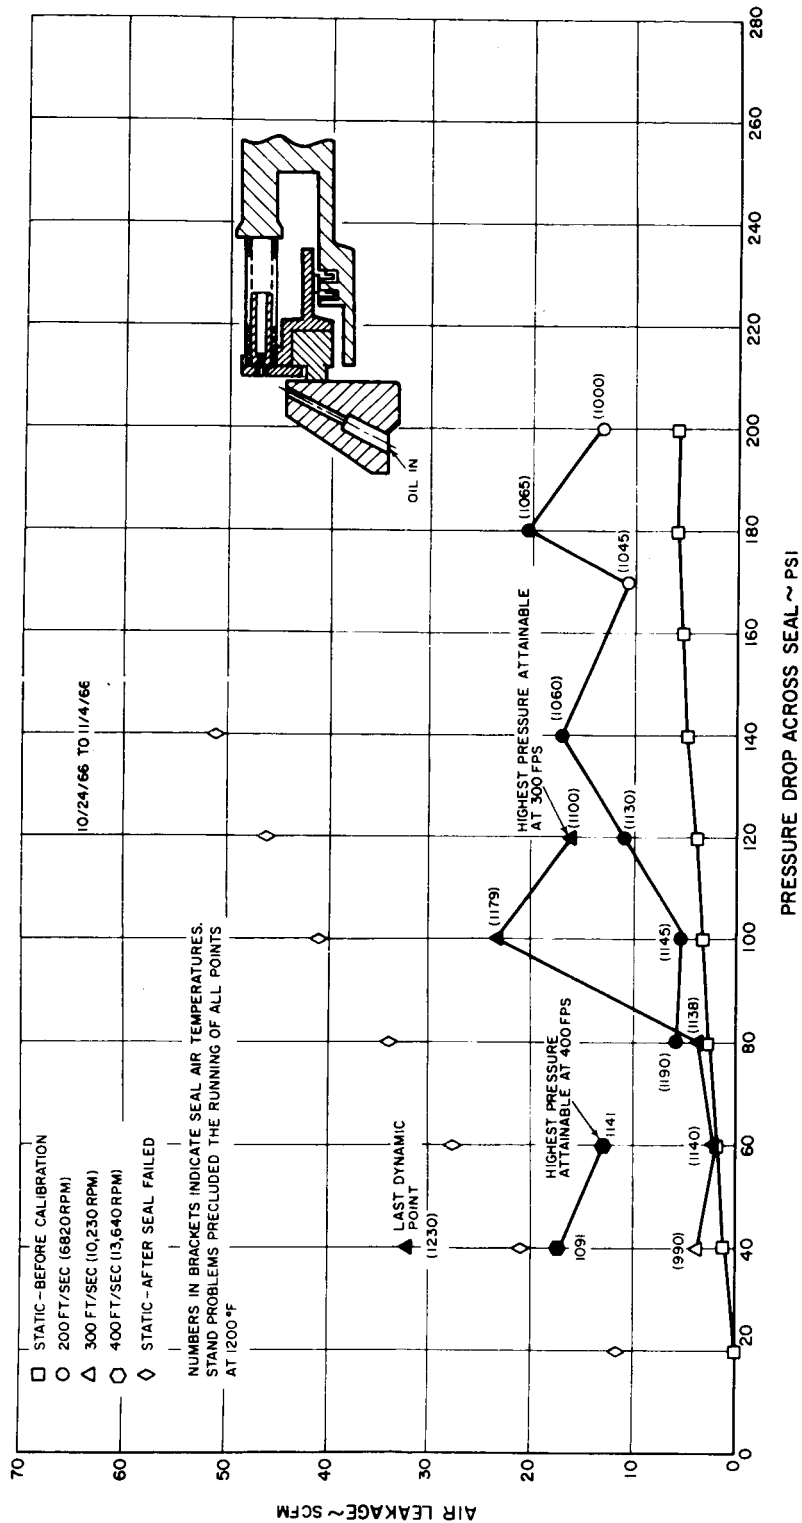 STATIC-BEFORE CALIBRATION
200 FT/SEC (6820 RPM)
300 FT/SEC (10,230 RPM)
400 FT/SEC (13,640 RPM)
STATIC-AFTER SEAL FAILED
NUMBERS IN BRACKETS INDICATE SEAL AIR TEMPERATURES.
STAND PROBLEMS PRECLUDED THE RUNNING OF ALL POINTS
AT 1200°F
10/24/66 TO 11/4/66
OIL IN
LAST DYNAMIC
POINT
(1230)
HIGHEST PRESSURE
ATTAINABLE AT 400 FPS
HIGHEST PRESSURE ATTAINABLE
AT 300 FPS
1091
1141
(990)
(1140)
(1138)
(1179)
(1100)
(1190)
(1145)
(1130)
(1060)
(1045)
(1065)
(1000)
AIR LEAKAGE ~ SCFM
70
60
50
40
30
20
10
0
0
20
40
60
80
100
120
140
160
180
200
220
240
260
280
PRESSURE DROP ACROSS SEAL ~ PSI